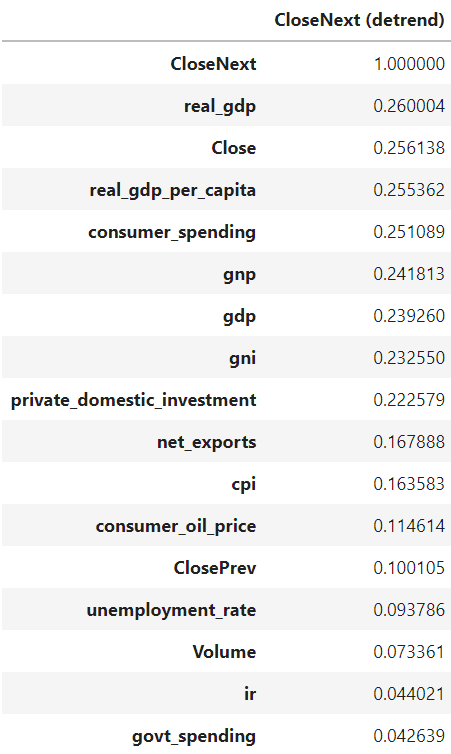 CloseNext (detrend)
CloseNext 1.000000
real_gdp 0.260004
Close 0.256138
real_gdp_per_capita 0.255362
consumer_spending 0.251089
gnp 0.241813
gdp 0.239260
gni 0.232550
private_domestic_investment 0.222579
net_exports 0.167888
cpi 0.163583
consumer_oil_price 0.114614
ClosePrev 0.100105
unemployment_rate 0.093786
Volume 0.073361
ir 0.044021
govt_spending 0.042639